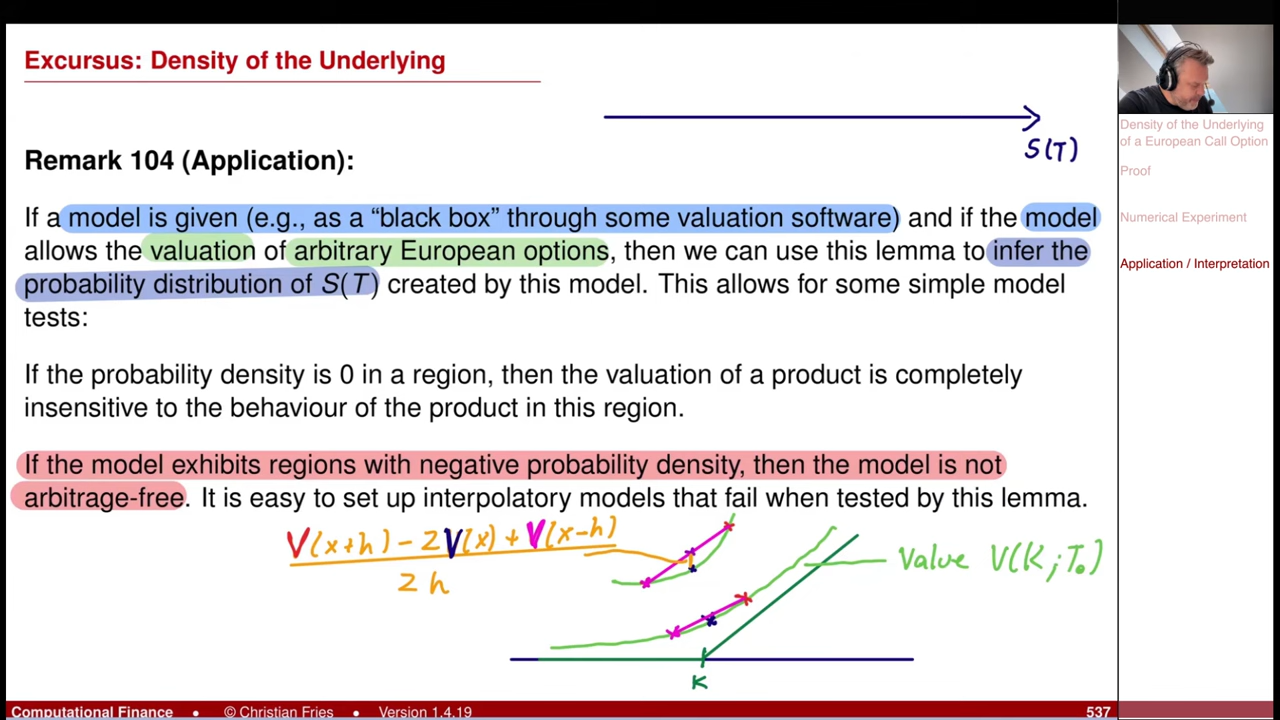 Excursus: Density of the Underlying
S(T)
Remark 104 (Application):
If a model is given (e.g., as a “black box” through some valuation software) and if the model
allows the valuation of arbitrary European options, then we can use this lemma to infer the
probability distribution of S(T) created by this model. This allows for some simple model
tests:
If the probability density is 0 in a region, then the valuation of a product is completely
insensitive to the behaviour of the product in this region.
If the model exhibits regions with negative probability density, then the model is not
arbitrage-free. It is easy to set up interpolatory models that fail when tested by this lemma.
V(x+h) - 2V(x) + V(x-h)
2h
Value V(K; T₀)
K
Computational Finance • © Christian Fries • Version 1.4.19 537
Density of the Underlying
of a European Call Option
Proof
Numerical Experiment
Application / Interpretation